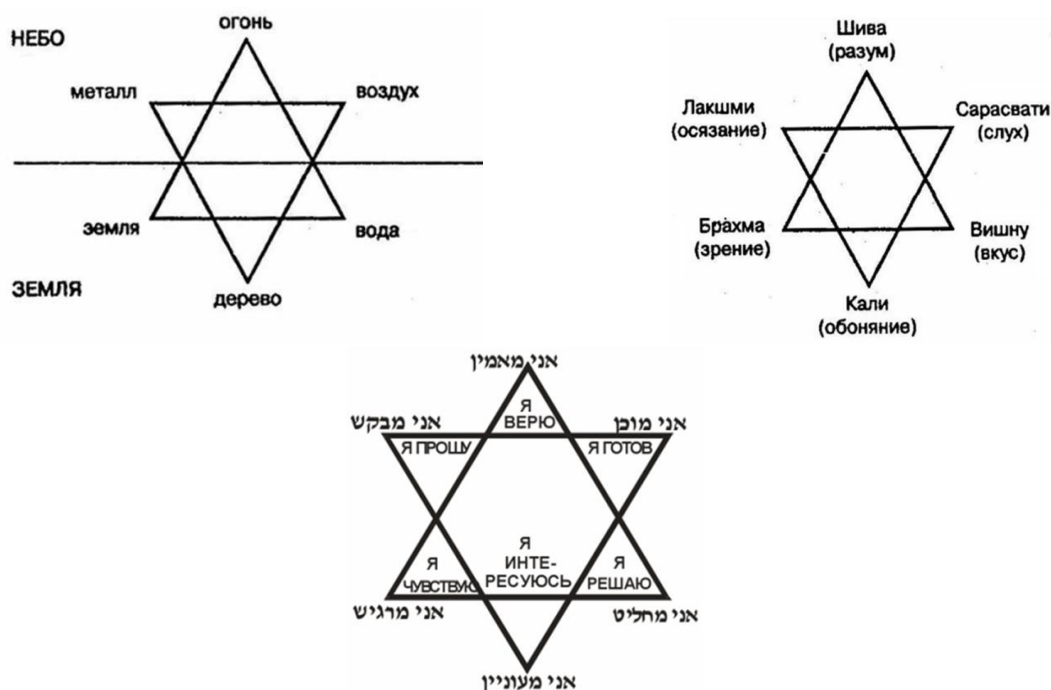 НЕБО
огонь
металл
воздух
земля
вода
ЗЕМЛЯ
дерево
Шива
(разум)
Лакшми
(осязание)
Сарасвати
(слух)
Брахма
(зрение)
Вишну
(вкус)
Кали
(обоняние)
אני מאמין
Я
ВЕРЮ
אני מבקש
אני מוכן
Я ПРОШУ
Я ГОТОВ
Я
ЧУВСТВУЮ
Я
ИНТЕ-
РЕСУЮСЬ
Я
РЕШАЮ
אני מרגיש
אני מחליט
אני מעוניין